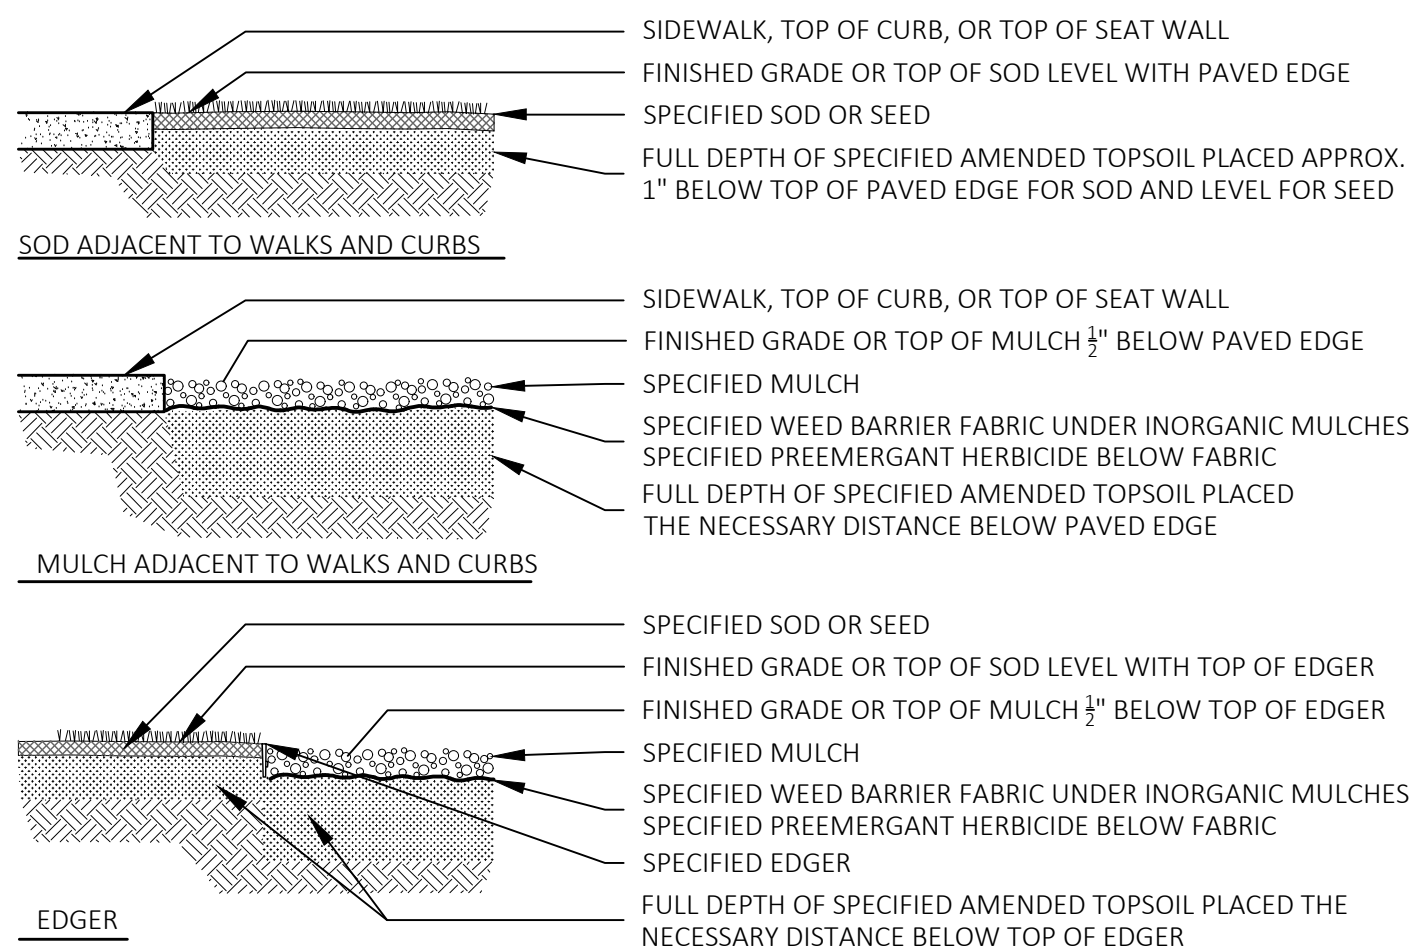 SIDEWALK, TOP OF CURB, OR TOP OF SEAT WALL
FINISHED GRADE OR TOP OF SOD LEVEL WITH PAVED EDGE
SPECIFIED SOD OR SEED
FULL DEPTH OF SPECIFIED AMENDED TOPSOIL PLACED APPROX.
1" BELOW TOP OF PAVED EDGE FOR SOD AND LEVEL FOR SEED
SOD ADJACENT TO WALKS AND CURBS
SIDEWALK, TOP OF CURB, OR TOP OF SEAT WALL
FINISHED GRADE OR TOP OF MULCH 1/2" BELOW PAVED EDGE
SPECIFIED MULCH
SPECIFIED WEED BARRIER FABRIC UNDER INORGANIC MULCHES
SPECIFIED PREEMERGANT HERBICIDE BELOW FABRIC
FULL DEPTH OF SPECIFIED AMENDED TOPSOIL PLACED
THE NECESSARY DISTANCE BELOW PAVED EDGE
MULCH ADJACENT TO WALKS AND CURBS
SPECIFIED SOD OR SEED
FINISHED GRADE OR TOP OF SOD LEVEL WITH TOP OF EDGER
FINISHED GRADE OR TOP OF MULCH 1/2" BELOW TOP OF EDGER
SPECIFIED MULCH
SPECIFIED WEED BARRIER FABRIC UNDER INORGANIC MULCHES
SPECIFIED PREEMERGANT HERBICIDE BELOW FABRIC
SPECIFIED EDGER
FULL DEPTH OF SPECIFIED AMENDED TOPSOIL PLACED THE
NECESSARY DISTANCE BELOW TOP OF EDGER
EDGER